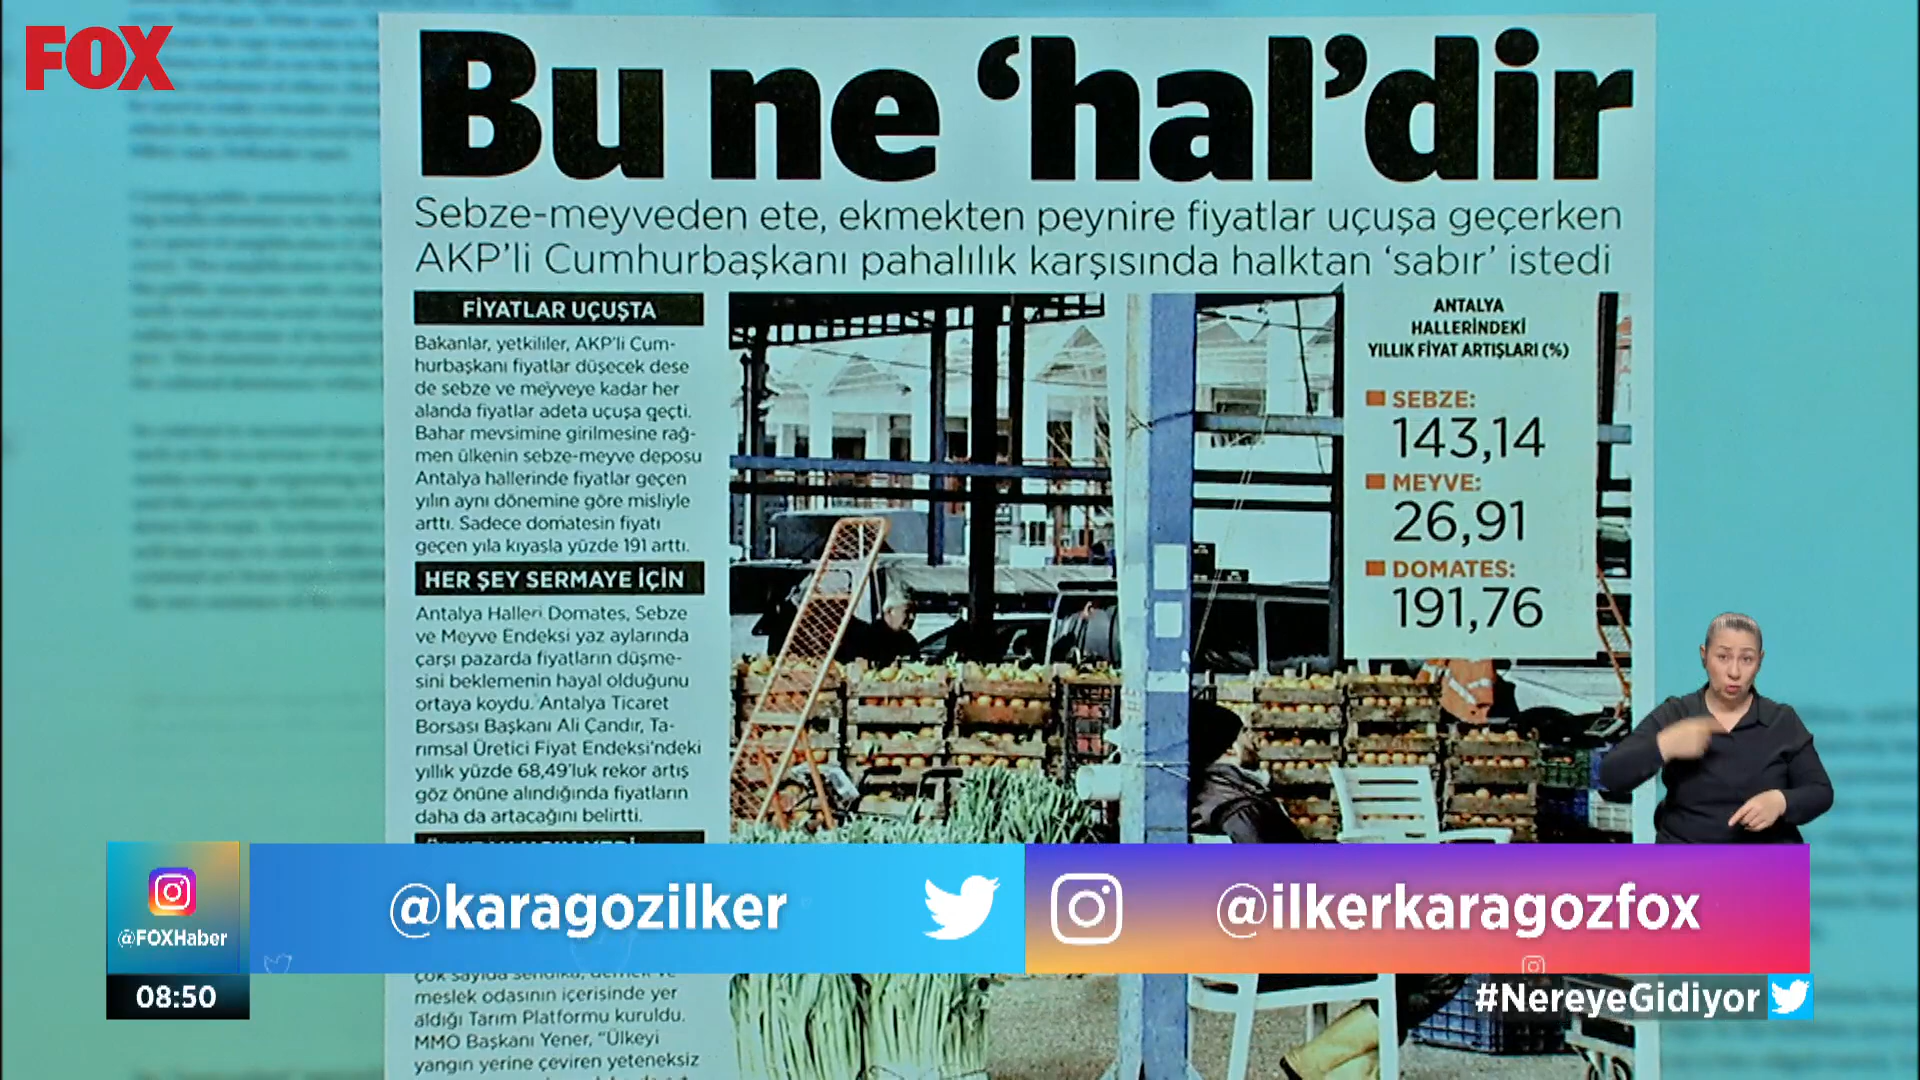 FOX
Bu ne ‘hal’dir
Sebze-meyveden ete, ekmekten peynire fiyatlar uçuşa geçerken
AKP’li Cumhurbaşkanı pahalılık karşısında halktan ‘sabır’ istedi
FİYATLAR UÇUŞTA
Bakanlar, yetkililer, AKP’li Cum-
hurbaşkanı fiyatlar düşecek dese
de sebze ve meyveye kadar her
alanda fiyatlar adeta uçuşa geçti.
Bahar mevsimine girilmesine rağ-
men ülkenin sebze-meyve deposu
Antalya hallerinde fiyatlar geçen
yılın aynı dönemine göre misliyle
arttı. Sadece domatesin fiyatı
geçen yıla kıyasla yüzde 191 arttı.
HER ŞEY SERMAYE İÇİN
Antalya Halleri Domates, Sebze
ve Meyve Endeksi yaz aylarında
çarşı pazarda fiyatların düşme-
sini beklemenin hayal olduğunu
ortaya koydu. Antalya Ticaret
Borsası Başkanı Ali Çandır, Ta-
rımsal Üretici Fiyat Endeksi’ndeki
yıllık yüzde 68,49’luk rekor artış
göz önüne alındığında fiyatların
daha da artacağını belirtti.
çok sayıda sendika, dernek ve
meslek odasının içerisinde yer
aldığı Tarım Platformu kuruldu.
MMO Başkanı Yener, “Ülkeyi
yangın yerine çeviren yeteneksiz
ANTALYA
HALLERİNDEKİ
YILLIK FİYAT ARTIŞLARI (%)
SEBZE:
143,14
MEYVE:
26,91
DOMATES:
191,76
@FOXHaber
08:50
@karagozilker
@ilkerkaragozfox
#NereyeGidiyor